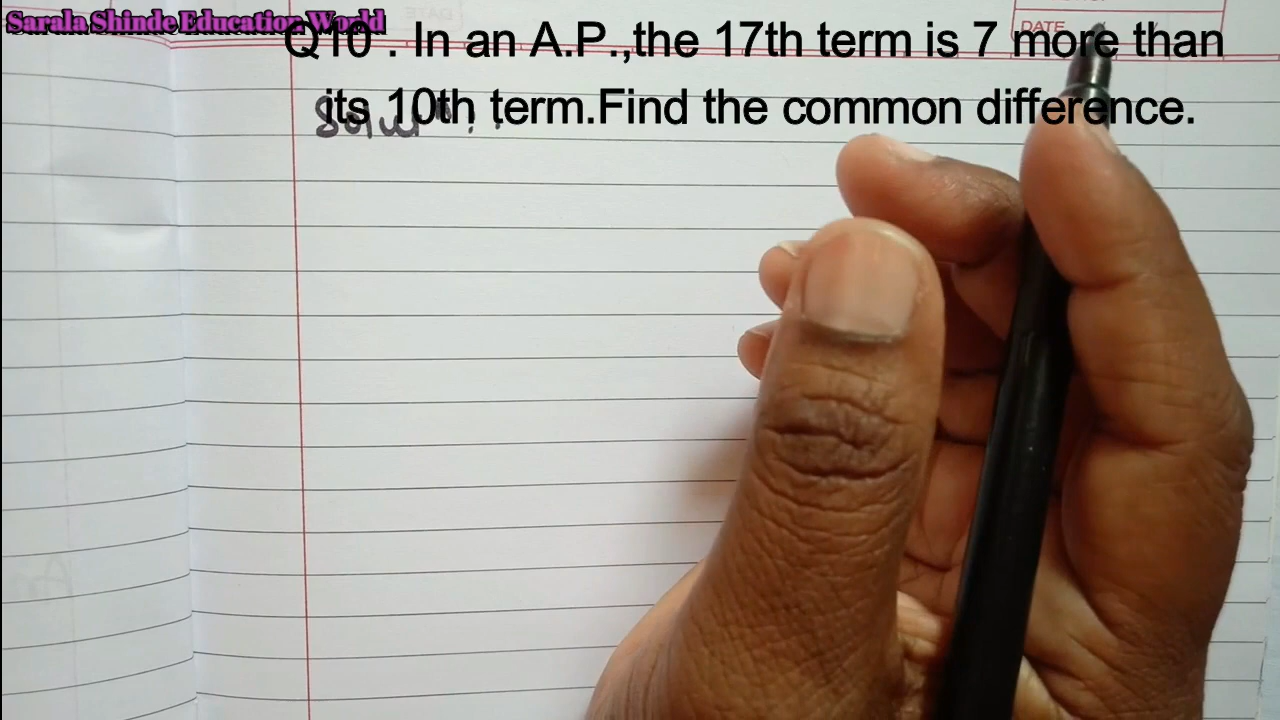 Sarala Shinde Education World
DATE
Q10 . In an A.P.,the 17th term is 7 more than
its 10th term.Find the common difference.